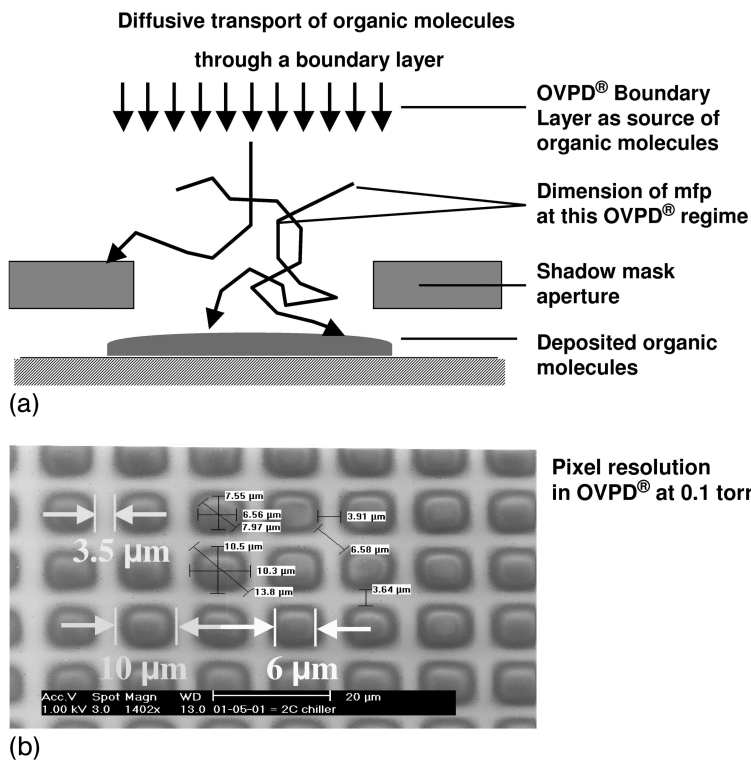 Diffusive transport of organic molecules
through a boundary layer
OVPD® Boundary
Layer as source of
organic molecules
Dimension of mfp
at this OVPD® regime
Shadow mask
aperture
Deposited organic
molecules
(a)
Pixel resolution
in OVPD® at 0.1 torr
7.55 µm
6.56 µm
7.97 µm
3.91 µm
3.5 µm
6.58 µm
10.5 µm
10.3 µm
13.8 µm
3.64 µm
10 µm
6 µm
Acc.V Spot Magn WD 20 µm
1.00 kV 3.0 1402x 13.0 01-05-01 = 2C chiller
(b)